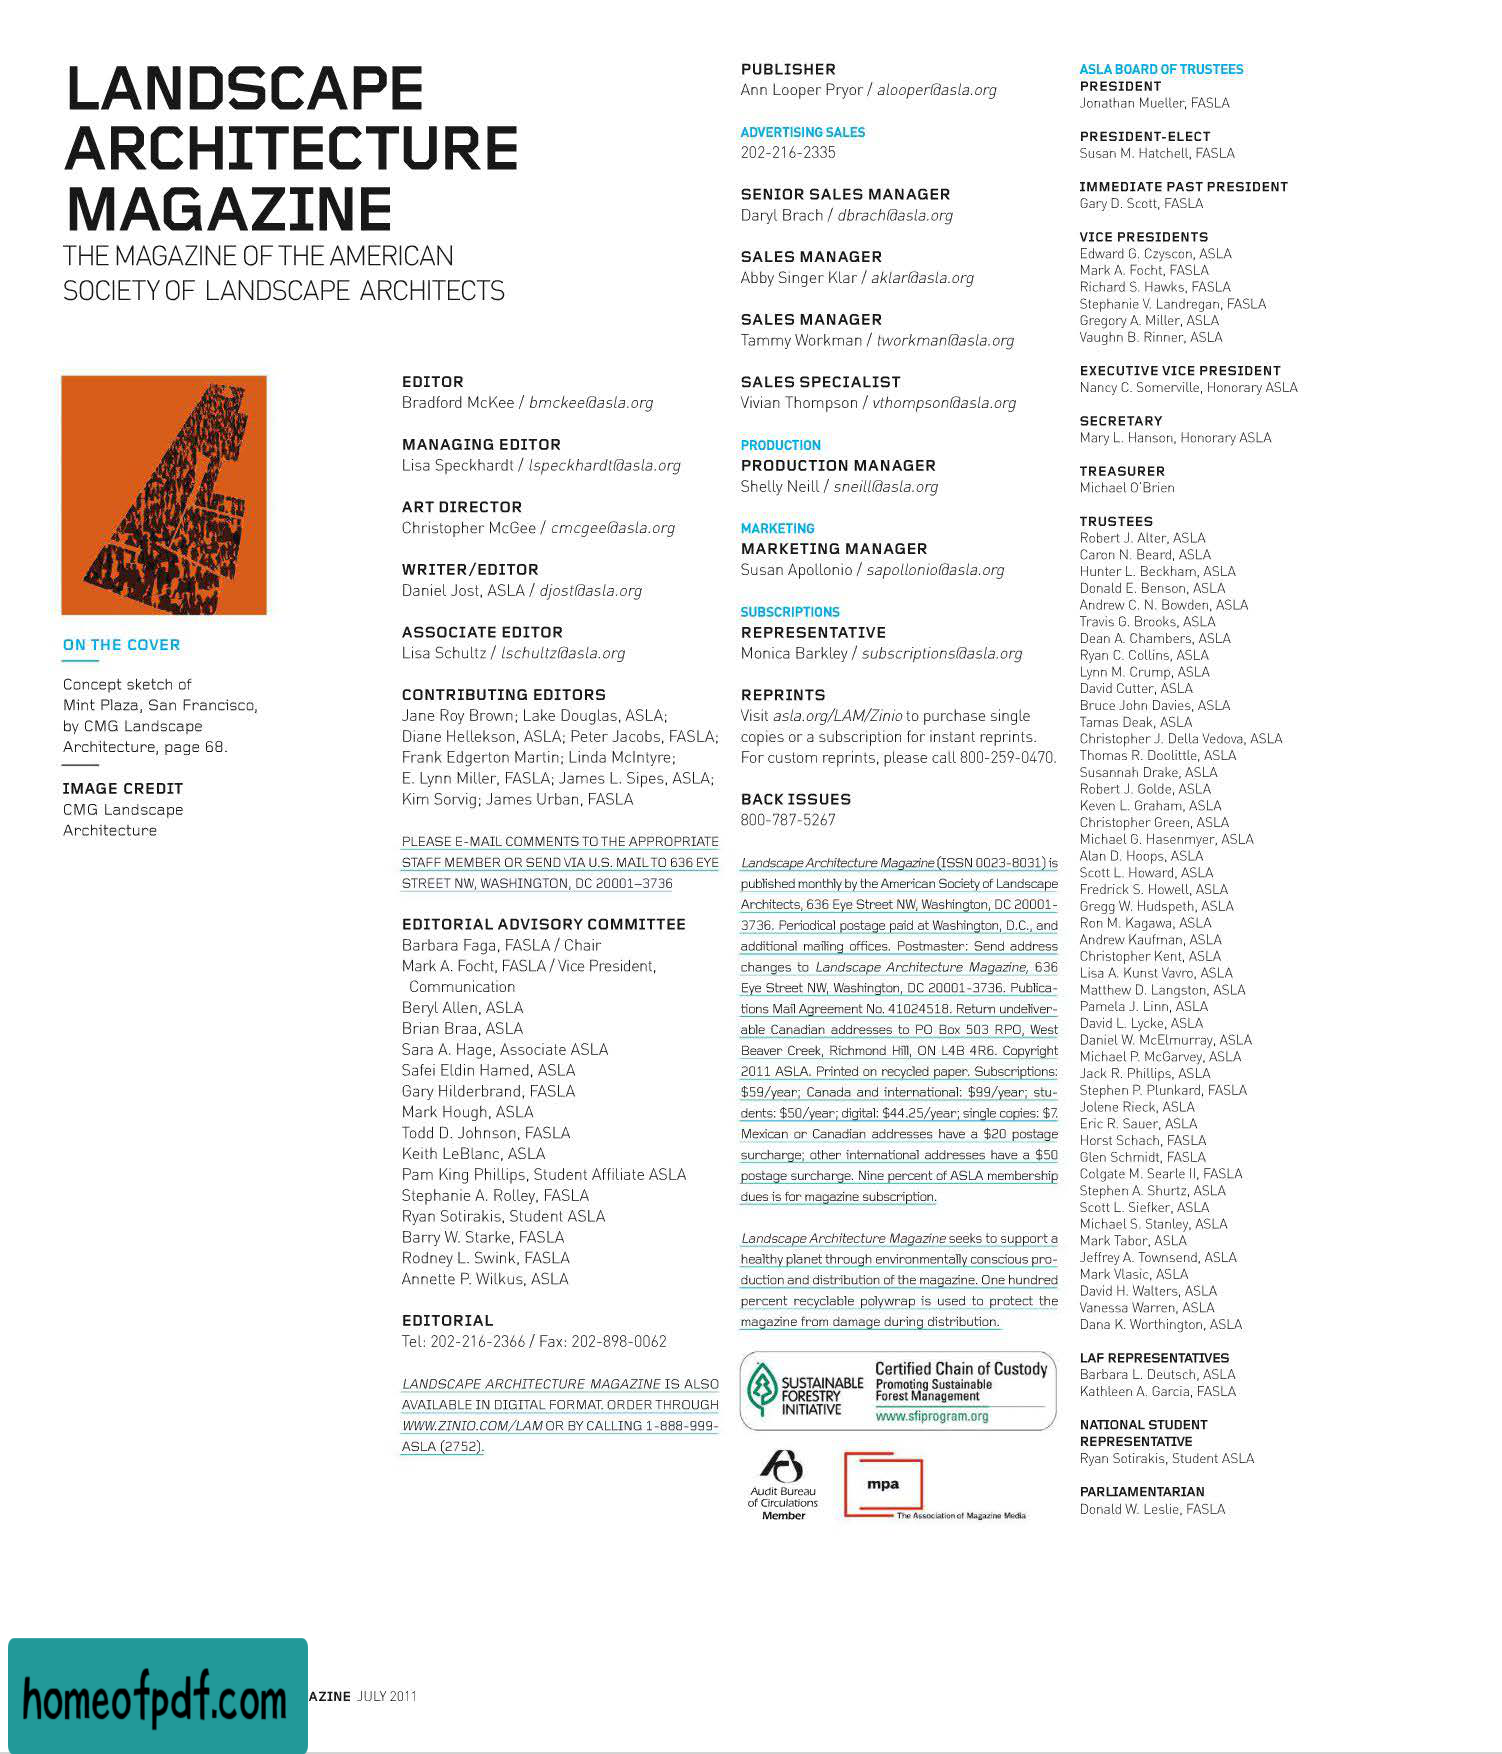 LANDSCAPE
ARCHITECTURE
MAGAZINE
THE MAGAZINE OF THE AMERICAN
SOCIETY OF LANDSCAPE ARCHITECTS
ON THE COVER
Concept sketch of
Mint Plaza, San Francisco,
by CMG Landscape
Architecture, page 68.
IMAGE CREDIT
CMG Landscape
Architecture
EDITOR
Bradford McKee / bmckee@asla.org
MANAGING EDITOR
Lisa Speckhardt / lspeckhardt@asla.org
ART DIRECTOR
Christopher McGee / cmcgee@asla.org
WRITER/EDITOR
Daniel Jost, ASLA / djost@asla.org
ASSOCIATE EDITOR
Lisa Schultz / lschultz@asla.org
CONTRIBUTING EDITORS
Jane Roy Brown; Lake Douglas, ASLA;
Diane Hellekson, ASLA; Peter Jacobs, FASLA;
Frank Edgerton Martin; Linda McIntyre;
E. Lynn Miller, FASLA; James L. Sipes, ASLA;
Kim Sorvig; James Urban, FASLA
PLEASE E-MAIL COMMENTS TO THE APPROPRIATE
STAFF MEMBER OR SEND VIA U.S. MAIL TO 636 EYE
STREET NW, WASHINGTON, DC 20001–3736
EDITORIAL ADVISORY COMMITTEE
Barbara Faga, FASLA / Chair
Mark A. Focht, FASLA / Vice President,
Communication
Beryl Allen, ASLA
Brian Braa, ASLA
Sara A. Hage, Associate ASLA
Safei Eldin Hamed, ASLA
Gary Hilderbrand, FASLA
Mark Hough, ASLA
Todd D. Johnson, FASLA
Keith LeBlanc, ASLA
Pam King Phillips, Student Affiliate ASLA
Stephanie A. Rolley, FASLA
Ryan Sotirakis, Student ASLA
Barry W. Starke, FASLA
Rodney L. Swink, FASLA
Annette P. Wilkus, ASLA
EDITORIAL
Tel: 202-216-2366 / Fax: 202-898-0062
LANDSCAPE ARCHITECTURE MAGAZINE IS ALSO
AVAILABLE IN DIGITAL FORMAT. ORDER THROUGH
WWW.ZINIO.COM/LAM OR BY CALLING 1-888-999-
ASLA (2752).
PUBLISHER
Ann Looper Pryor / alooper@asla.org
ADVERTISING SALES
202-216-2335
SENIOR SALES MANAGER
Daryl Brach / dbrach@asla.org
SALES MANAGER
Abby Singer Klar / aklar@asla.org
SALES MANAGER
Tammy Workman / tworkman@asla.org
SALES SPECIALIST
Vivian Thompson / vthompson@asla.org
PRODUCTION
PRODUCTION MANAGER
Shelly Neill / sneill@asla.org
MARKETING
MARKETING MANAGER
Susan Apollonio / sapollonio@asla.org
SUBSCRIPTIONS
REPRESENTATIVE
Monica Barkley / subscriptions@asla.org
REPRINTS
Visit asla.org/LAM/Zinio to purchase single
copies or a subscription for instant reprints.
For custom reprints, please call 800-259-0470.
BACK ISSUES
800-787-5267
Landscape Architecture Magazine (ISSN 0023-8031) is
published monthly by the American Society of Landscape
Architects, 636 Eye Street NW, Washington, DC 20001-
3736. Periodical postage paid at Washington, D.C., and
additional mailing offices. Postmaster: Send address
changes to Landscape Architecture Magazine, 636
Eye Street NW, Washington, DC 20001-3736. Publica-
tions Mail Agreement No. 41024518. Return undeliver-
able Canadian addresses to PO Box 503 RPO, West
Beaver Creek, Richmond Hill, ON L4B 4R6. Copyright
2011 ASLA. Printed on recycled paper. Subscriptions:
$59/year; Canada and international: $99/year; stu-
dents: $50/year; digital: $44.25/year; single copies: $7.
Mexican or Canadian addresses have a $20 postage
surcharge; other international addresses have a $50
postage surcharge. Nine percent of ASLA membership
dues is for magazine subscription.
Landscape Architecture Magazine seeks to support a
healthy planet through environmentally conscious pro-
duction and distribution of the magazine. One hundred
percent recyclable polywrap is used to protect the
magazine from damage during distribution.
SUSTAINABLE
FORESTRY
INITIATIVE
Certified Chain of Custody
Promoting Sustainable
Forest Management
www.sfiprogram.org
Audit Bureau
of Circulations
Member
mpa
The Association of Magazine Media
ASLA BOARD OF TRUSTEES
PRESIDENT
Jonathan Mueller, FASLA
PRESIDENT-ELECT
Susan M. Hatchell, FASLA
IMMEDIATE PAST PRESIDENT
Gary D. Scott, FASLA
VICE PRESIDENTS
Edward G. Czyscon, ASLA
Mark A. Focht, FASLA
Richard S. Hawks, FASLA
Stephanie V. Landregan, FASLA
Gregory A. Miller, ASLA
Vaughn B. Rinner, ASLA
EXECUTIVE VICE PRESIDENT
Nancy C. Somerville, Honorary ASLA
SECRETARY
Mary L. Hanson, Honorary ASLA
TREASURER
Michael O'Brien
TRUSTEES
Robert J. Alter, ASLA
Caron N. Beard, ASLA
Hunter L. Beckham, ASLA
Donald E. Benson, ASLA
Andrew C. N. Bowden, ASLA
Travis G. Brooks, ASLA
Dean A. Chambers, ASLA
Ryan C. Collins, ASLA
Lynn M. Crump, ASLA
David Cutter, ASLA
Bruce John Davies, ASLA
Tamas Deak, ASLA
Christopher J. Della Vedova, ASLA
Thomas R. Doolittle, ASLA
Susannah Drake, ASLA
Robert J. Golde, ASLA
Keven L. Graham, ASLA
Christopher Green, ASLA
Michael G. Hasenmyer, ASLA
Alan D. Hoops, ASLA
Scott L. Howard, ASLA
Fredrick S. Howell, ASLA
Gregg W. Hudspeth, ASLA
Ron M. Kagawa, ASLA
Andrew Kaufman, ASLA
Christopher Kent, ASLA
Lisa A. Kunst Vavro, ASLA
Matthew D. Langston, ASLA
Pamela J. Linn, ASLA
David L. Lycke, ASLA
Daniel W. McElmurray, ASLA
Michael P. McGarvey, ASLA
Jack R. Phillips, ASLA
Stephen P. Plunkard, FASLA
Jolene Rieck, ASLA
Eric R. Sauer, ASLA
Horst Schach, FASLA
Glen Schmidt, FASLA
Colgate M. Searle II, FASLA
Stephen A. Shurtz, ASLA
Scott L. Siefker, ASLA
Michael S. Stanley, ASLA
Mark Tabor, ASLA
Jeffrey A. Townsend, ASLA
Mark Vlasic, ASLA
David H. Walters, ASLA
Vanessa Warren, ASLA
Dana K. Worthington, ASLA
LAF REPRESENTATIVES
Barbara L. Deutsch, ASLA
Kathleen A. Garcia, FASLA
NATIONAL STUDENT
REPRESENTATIVE
Ryan Sotirakis, Student ASLA
PARLIAMENTARIAN
Donald W. Leslie, FASLA
homeofpdf.com
AZINE JULY 2011